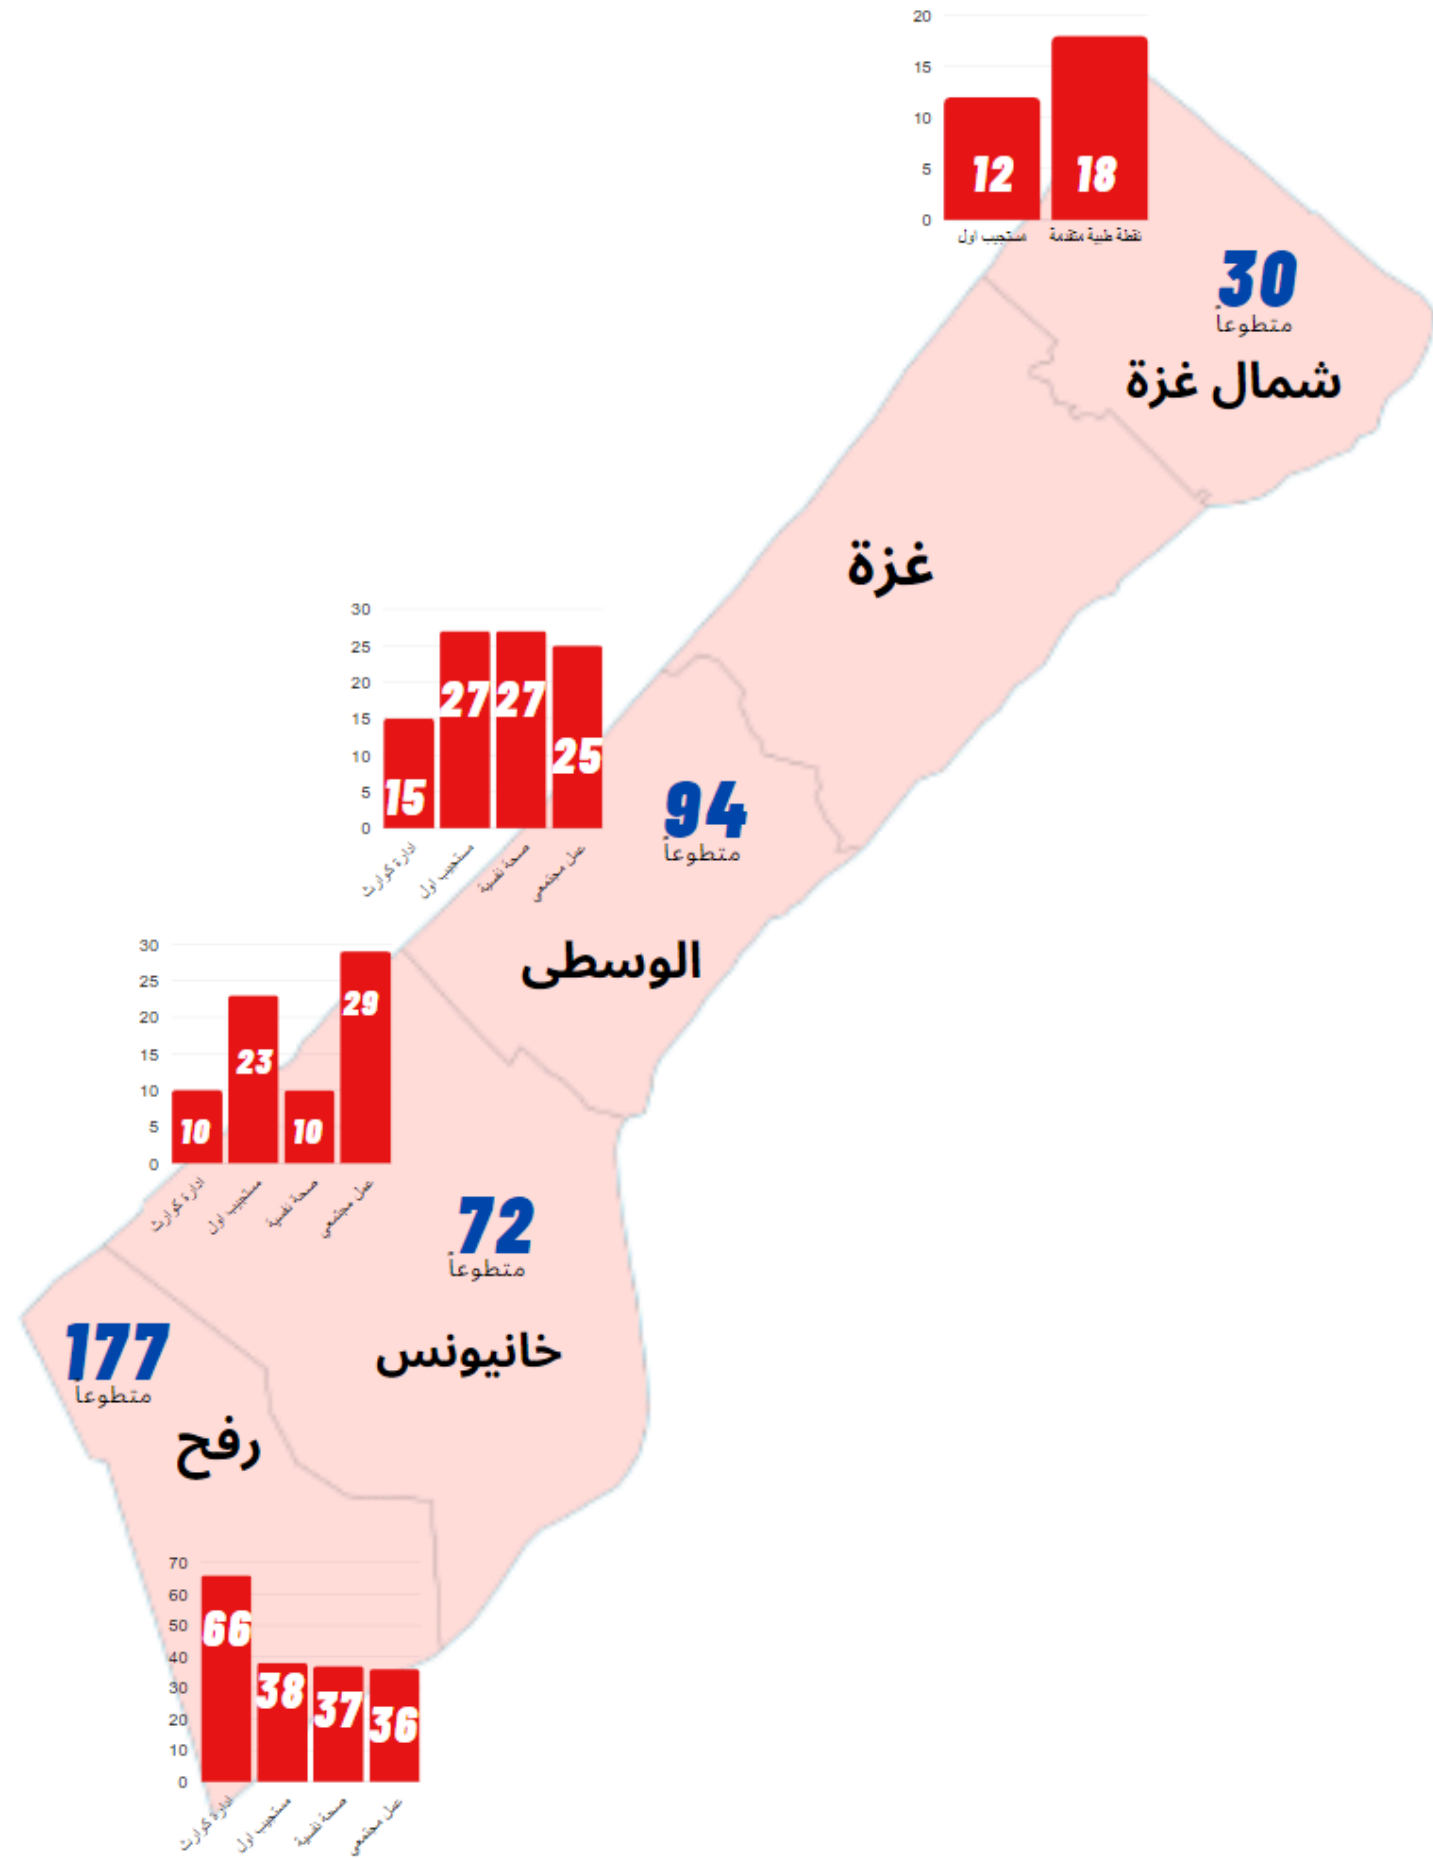 20
15
10
5
0
12
18
مستجيب اول
نقطة طبية متقدمة
30
متطوعاً
شمال غزة
غزة
30
25
20
15
10
5
0
15
27
27
25
ادارة كوارث
مستجيب اول
صحة نفسية
عمل مجتمعي
94
متطوعاً
الوسطى
30
25
20
15
10
5
0
10
23
10
29
ادارة كوارث
مستجيب اول
صحة نفسية
عمل مجتمعي
72
متطوعاً
خانيونس
177
متطوعاً
رفح
70
60
50
40
30
20
10
0
66
38
37
36
ادارة كوارث
مستجيب اول
صحة نفسية
عمل مجتمعي